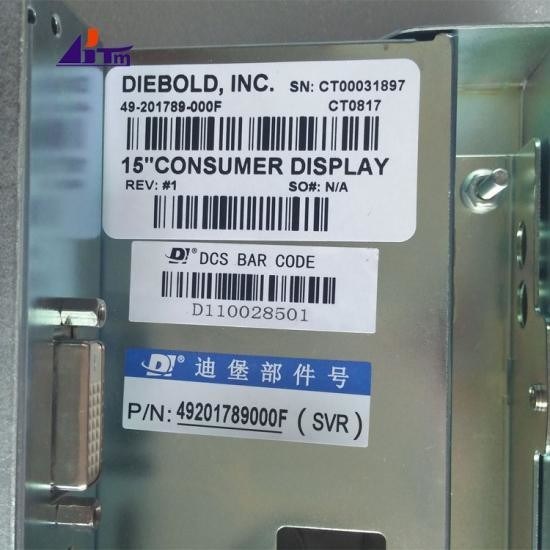 ATm
DIEBOLD, INC. SN: CT00031897
49-201789-000F CT0817
15"CONSUMER DISPLAY
REV: #1 SO#: N/A
D® DCS BAR CODE
D110028501
D® 迪堡部件号
P/N: 49201789000F (SVR)